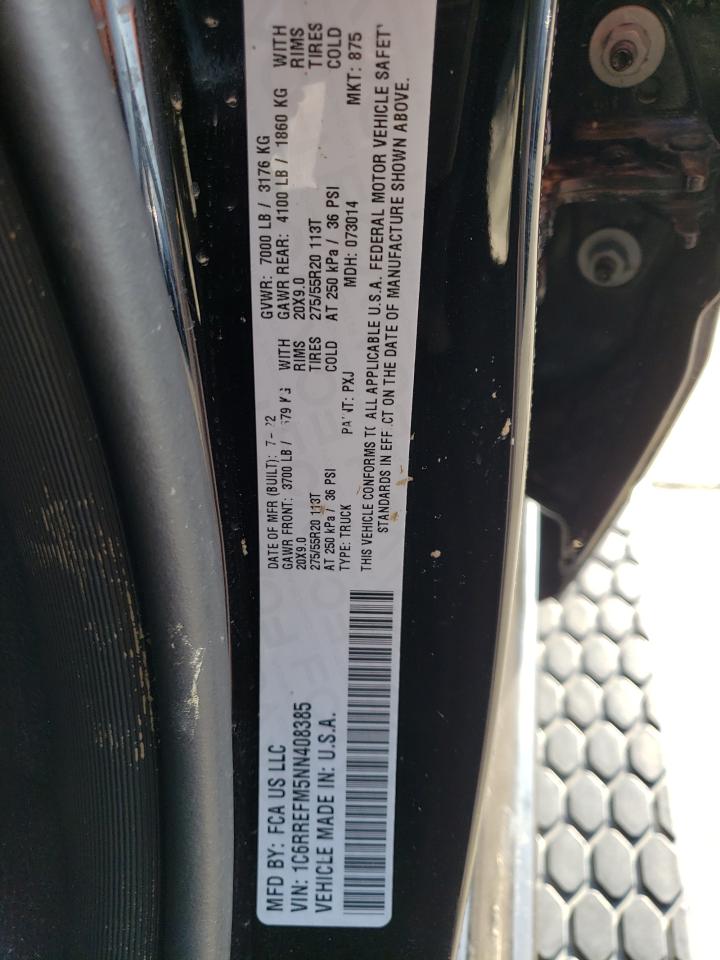 MFD BY: FCA US LLC
VIN: 1C6RREFM5NN408385
VEHICLE MADE IN: U.S.A.
DATE OF MFR (BUILT): GVWR: 7000 LB / 3176 KG
GAWR FRONT: 3700 LB / WITH GAWR REAR: 4100 LB / 1860 KG WITH
20X9.0 RIMS 20X9.0 RIMS
275/55R20 113T TIRES 275/55R20 113T TIRES
AT 250 kPa / 36 PSI COLD AT 250 kPa / 36 PSI COLD
TYPE: TRUCK PXJ MDH: 073014 MKT: 875
THIS VEHICLE CONFORMS ALL APPLICABLE U.S.A. FEDERAL MOTOR VEHICLE
STANDARDS IN ON THE DATE OF MANUFACTURE SHOWN ABOVE.